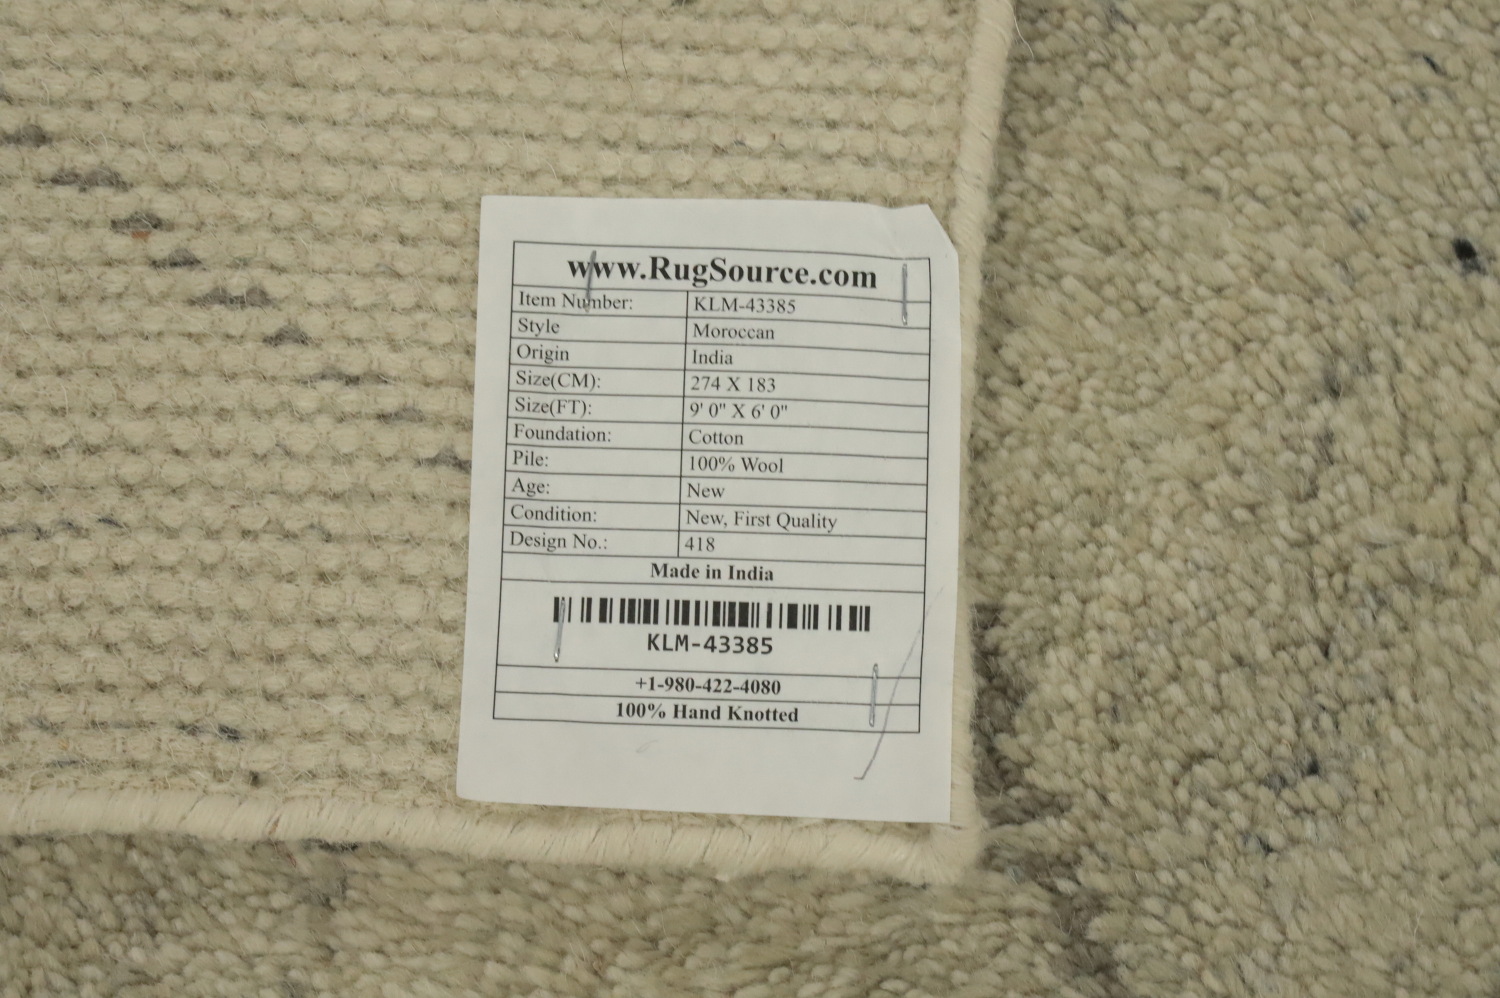 www.RugSource.com
Item Number: KLM-43385
Style Moroccan
Origin India
Size(CM): 274 X 183
Size(FT): 9' 0" X 6' 0"
Foundation: Cotton
Pile: 100% Wool
Age: New
Condition: New, First Quality
Design No.: 418
Made in India
KLM-43385
+1-980-422-4080
100% Hand Knotted